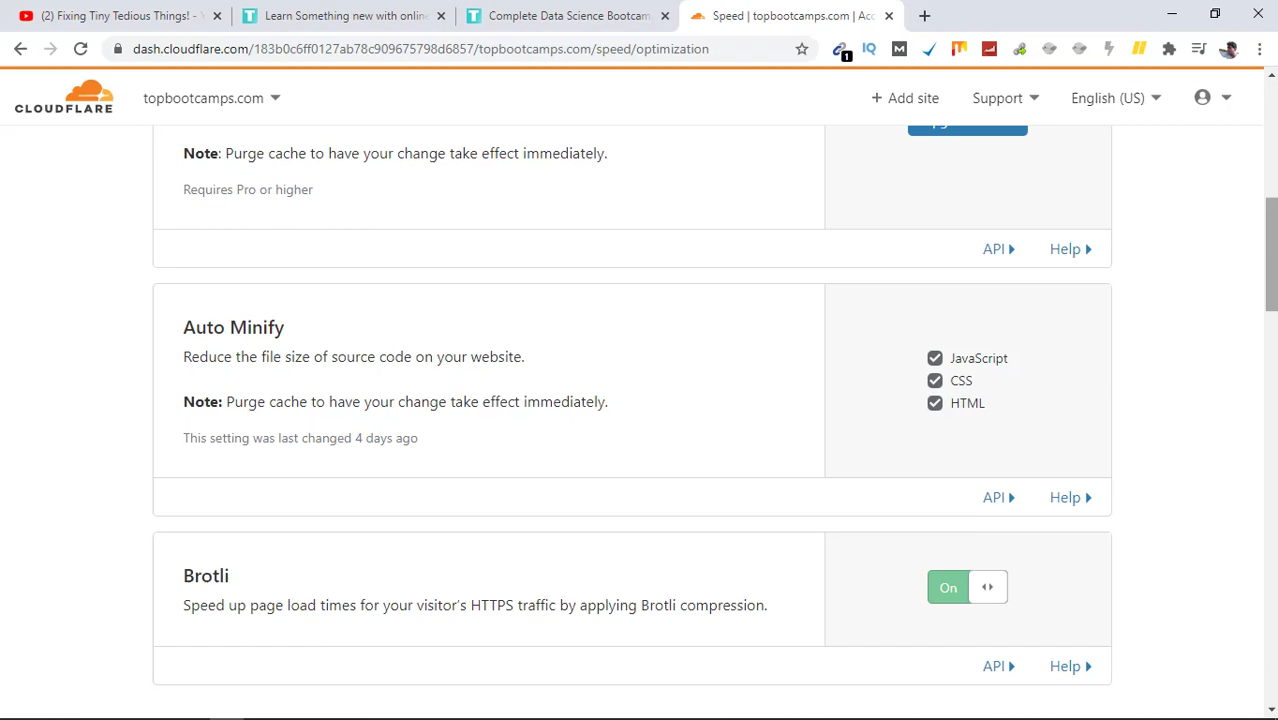 (2) Fixing Tiny Tedious Things! - Y
Learn Something new with online
Complete Data Science Bootcam
Speed | topbootcamps.com | Acc
dash.cloudflare.com/183b0c6ff0127ab78c90967579806857/topbootcamps.com/speed/optimization
1
CLOUDFLARE
topbootcamps.com
+ Add site
Support
English (US)
Note: Purge cache to have your change take effect immediately.
Requires Pro or higher
API
Help
Auto Minify
Reduce the file size of source code on your website.
Note: Purge cache to have your change take effect immediately.
This setting was last changed 4 days ago
JavaScript
CSS
HTML
API
Help
Brotli
Speed up page load times for your visitor's HTTPS traffic by applying Brotli compression.
On
API
Help